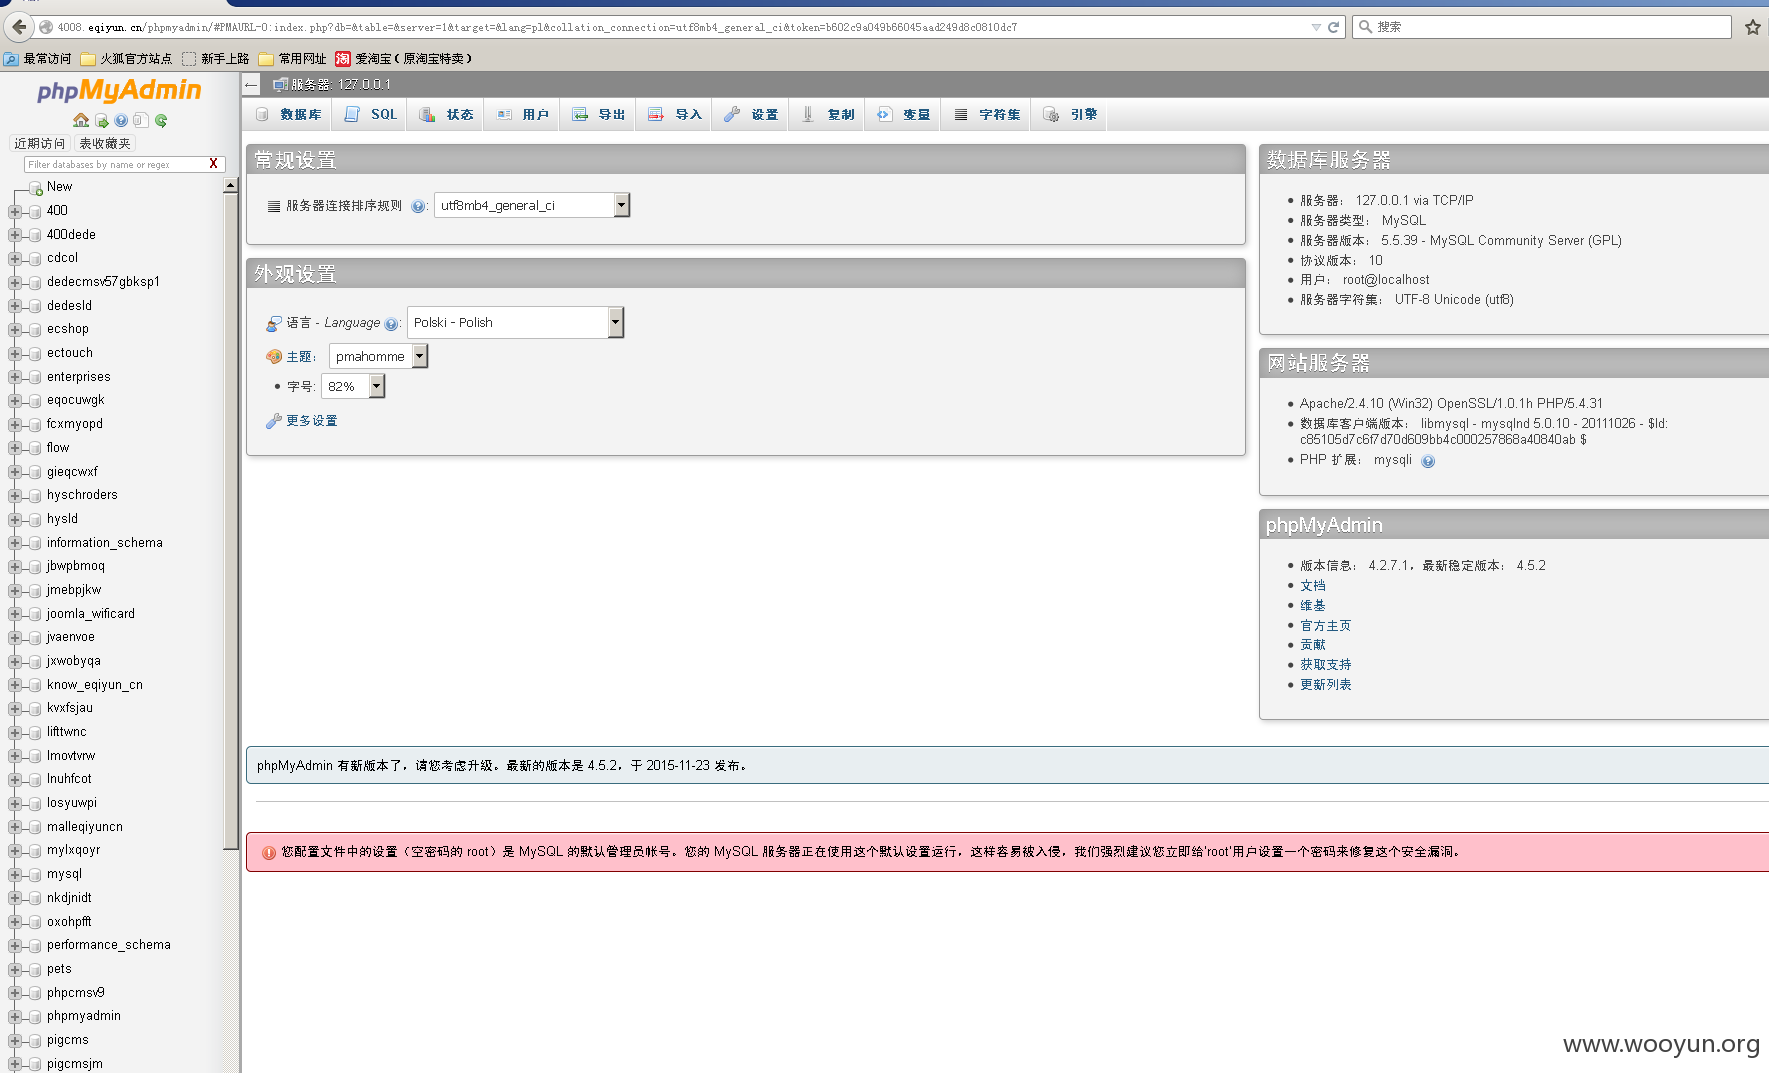 4008.eqiyun.cn/phpmyadmin/#PMAURL-0:index.php?db=&table=&server=1&target=&lang=pl&collation_connection=utf8mb4_general_ci&token=b602c9a049b66045aad249d8c0810dc7
搜索
最常访问 火狐官方站点 新手上路 常用网址 淘 爱淘宝（原淘宝特卖）
phpMyAdmin
近期访问 表收藏夹
Filter databases by name or regex X
New
400
400dede
cdcol
dedecmsv57gbksp1
dedesld
ecshop
ectouch
enterprises
eqocuwgk
fcxmyopd
flow
gieqcwxf
hyschroders
hysld
information_schema
jbwpbmoq
jmebpjkw
joomla_wificard
jvaenvoe
jxwobyqa
know_eqiyun_cn
kvxfsjau
lifttwnc
lmovtvrw
lnuhfcot
losyuwpi
malleqiyuncn
mylxqoyr
mysql
nkdjnidt
oxohpfft
performance_schema
pets
phpcmsv9
phpmyadmin
pigcms
pigcmsjm
服务器: 127.0.0.1
数据库 SQL 状态 用户 导出 导入 设置 复制 变量 字符集 引擎
常规设置
服务器连接排序规则 : utf8mb4_general_ci
外观设置
语言 - Language : Polski - Polish
主题： pmahomme
字号: 82%
更多设置
数据库服务器
服务器： 127.0.0.1 via TCP/IP
服务器类型： MySQL
服务器版本： 5.5.39 - MySQL Community Server (GPL)
协议版本： 10
用户： root@localhost
服务器字符集： UTF-8 Unicode (utf8)
网站服务器
Apache/2.4.10 (Win32) OpenSSL/1.0.1h PHP/5.4.31
数据库客户端版本： libmysql - mysqlnd 5.0.10 - 20111026 - $Id:
c85105d7c6f7d70d609bb4c000257868a40840ab $
PHP 扩展： mysqli
phpMyAdmin
版本信息： 4.2.7.1，最新稳定版本： 4.5.2
文档
维基
官方主页
贡献
获取支持
更新列表
phpMyAdmin 有新版本了，请您考虑升级。最新的版本是 4.5.2，于 2015-11-23 发布。
您配置文件中的设置（空密码的 root）是 MySQL 的默认管理员帐号。您的 MySQL 服务器正在使用这个默认设置运行，这样容易被入侵，我们强烈建议您立即给'root'用户设置一个密码来修复这个安全漏洞。
www.wooyun.org